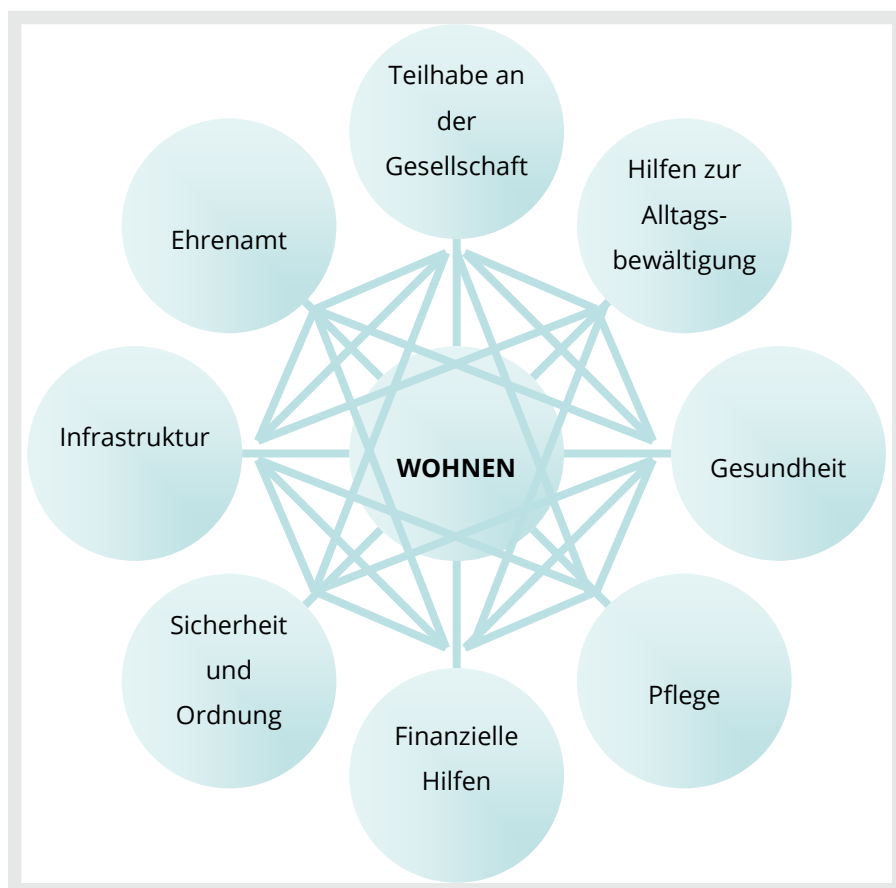 Teilhabe an
der
Gesellschaft
Hilfen zur
Alltags-
bewältigung
Ehrenamt
Infrastruktur
WOHNEN
Gesundheit
Sicherheit
und
Ordnung
Pflege
Finanzielle
Hilfen